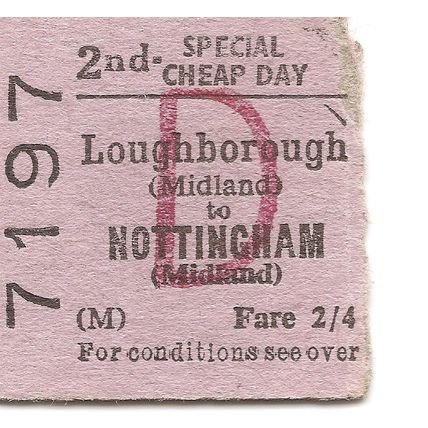 2nd- SPECIAL
CHEAP DAY
Loughborough
(Midland)
to
NOTTINGHAM
(Midland)
(M) Fare 2/4
For conditions see over
D
7197